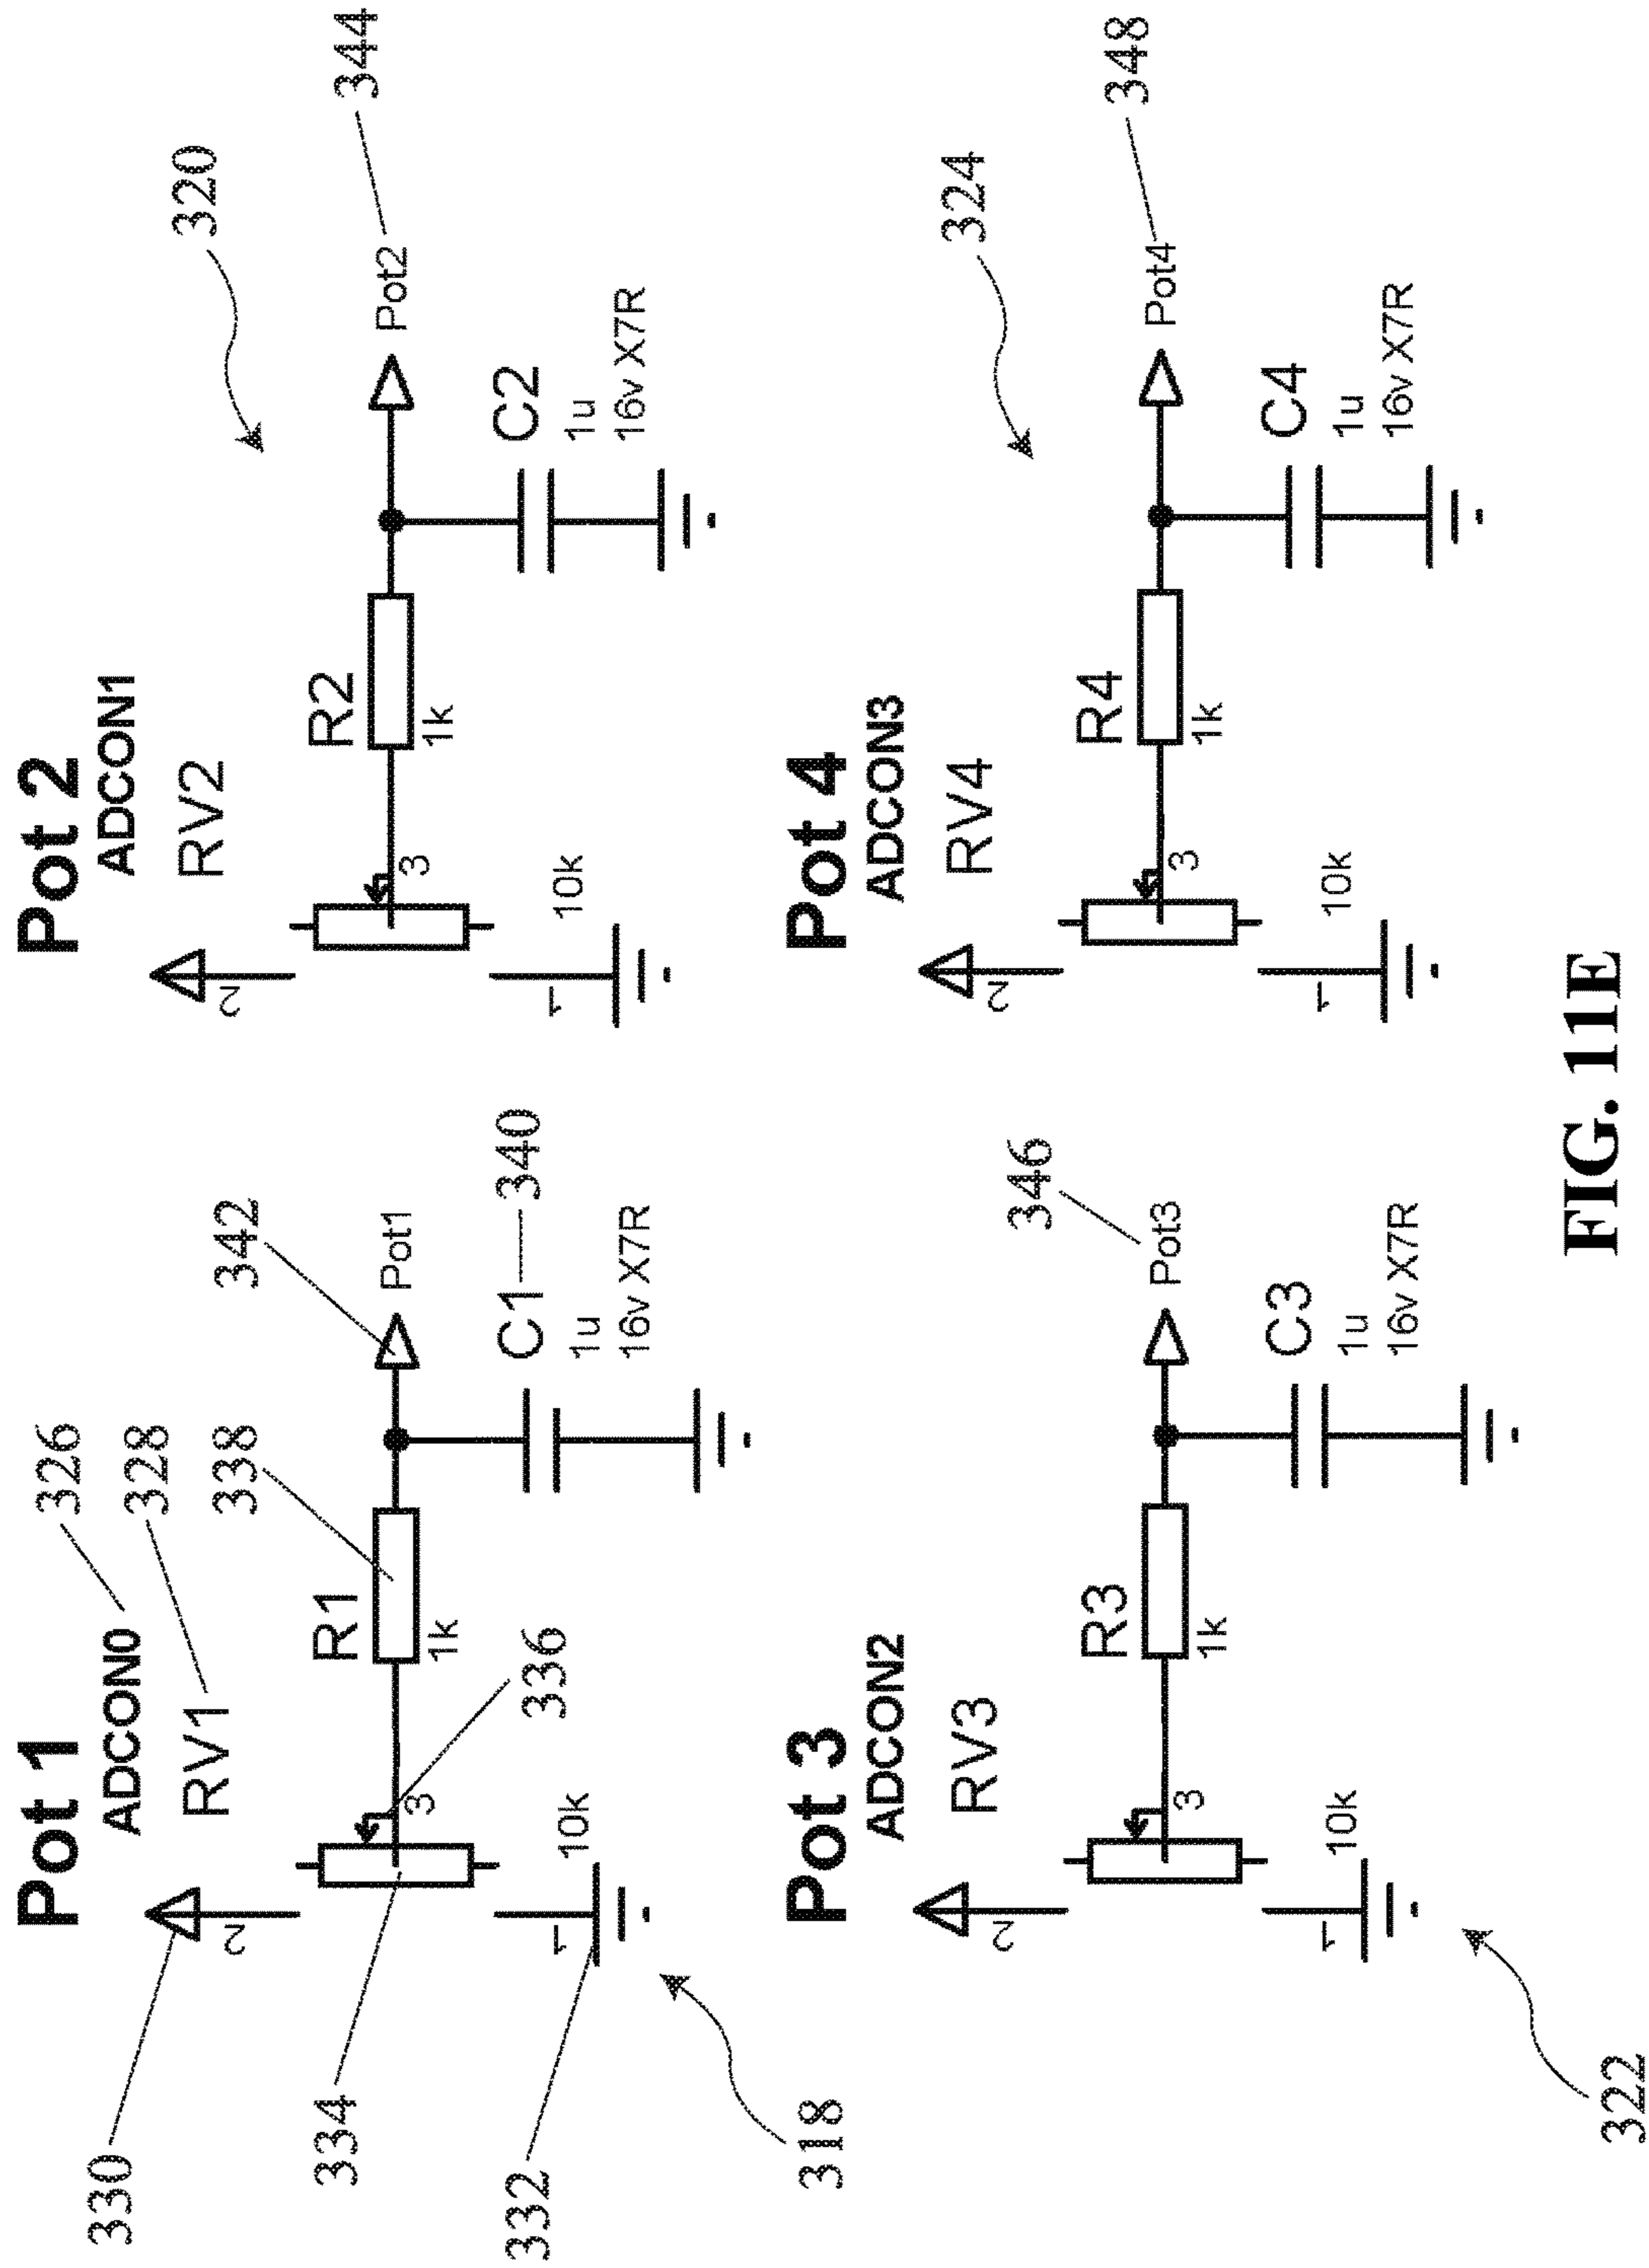 Pot 1
ADCON0
326
RV1
328
330
2
R1
338
342
1k
334
3
336
Pot1
10k
1
332
C1
340
1u
16v X7R
318
Pot 2
ADCON1
RV2
320
2
R2
1k
3
Pot2
344
10k
1
C2
1u
16v X7R
Pot 3
ADCON2
RV3
2
R3
1k
3
Pot3
346
10k
1
C3
1u
16v X7R
322
Pot 4
ADCON3
RV4
324
2
R4
1k
3
Pot4
348
10k
1
C4
1u
16v X7R
FIG. 11E